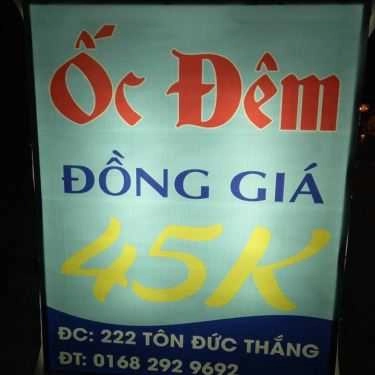 Ốc Đêm
ĐỒNG GIÁ
45K
ĐC: 222 TÔN ĐỨC THẮNG
ĐT: 0168 292 9692